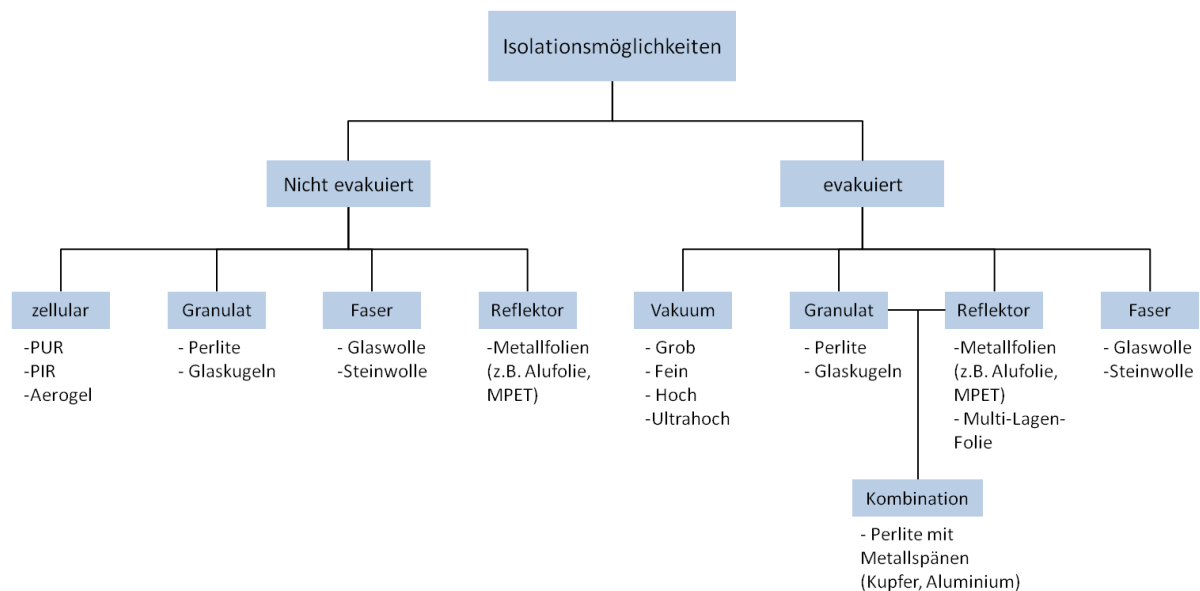 Isolationsmöglichkeiten
Nicht evakuiert
evakuiert
zellular
-PUR
-PIR
-Aerogel
Granulat
- Perlite
- Glaskugeln
Faser
- Glaswolle
-Steinwolle
Reflektor
-Metallfolien
(z.B. Alufolie,
MPET)
Vakuum
- Grob
- Fein
- Hoch
-Ultrahoch
Granulat
- Perlite
- Glaskugeln
Reflektor
-Metallfolien
(z.B. Alufolie,
MPET)
- Multi-Lagen-
Folie
Faser
- Glaswolle
-Steinwolle
Kombination
- Perlite mit
Metallspänen
(Kupfer, Aluminium)